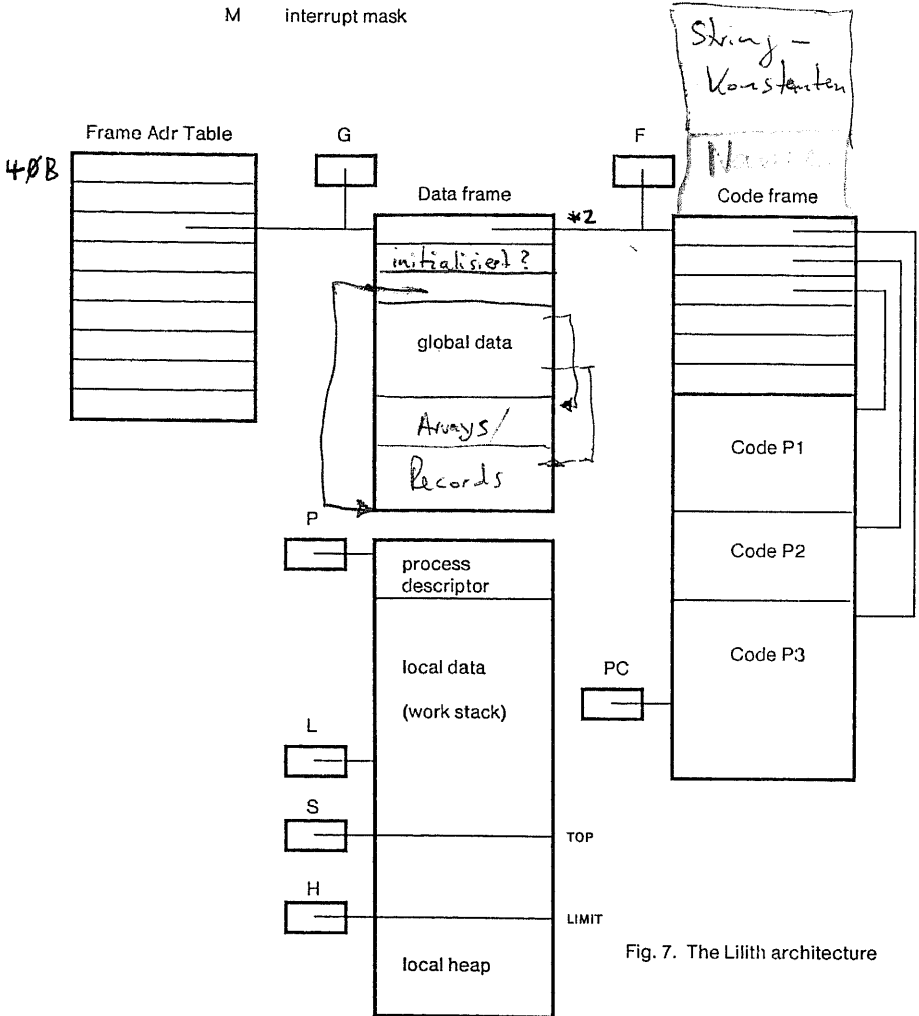 M interrupt mask
String-
Konstanten
Frame Adr Table
G
F
40B
Data frame
Code frame
*2
initialisiert?
global data
Arrays/
Records
Code P1
Code P2
Code P3
P
process
descriptor
local data
(work stack)
PC
L
S
TOP
H
LIMIT
local heap
Fig. 7. The Lilith architecture